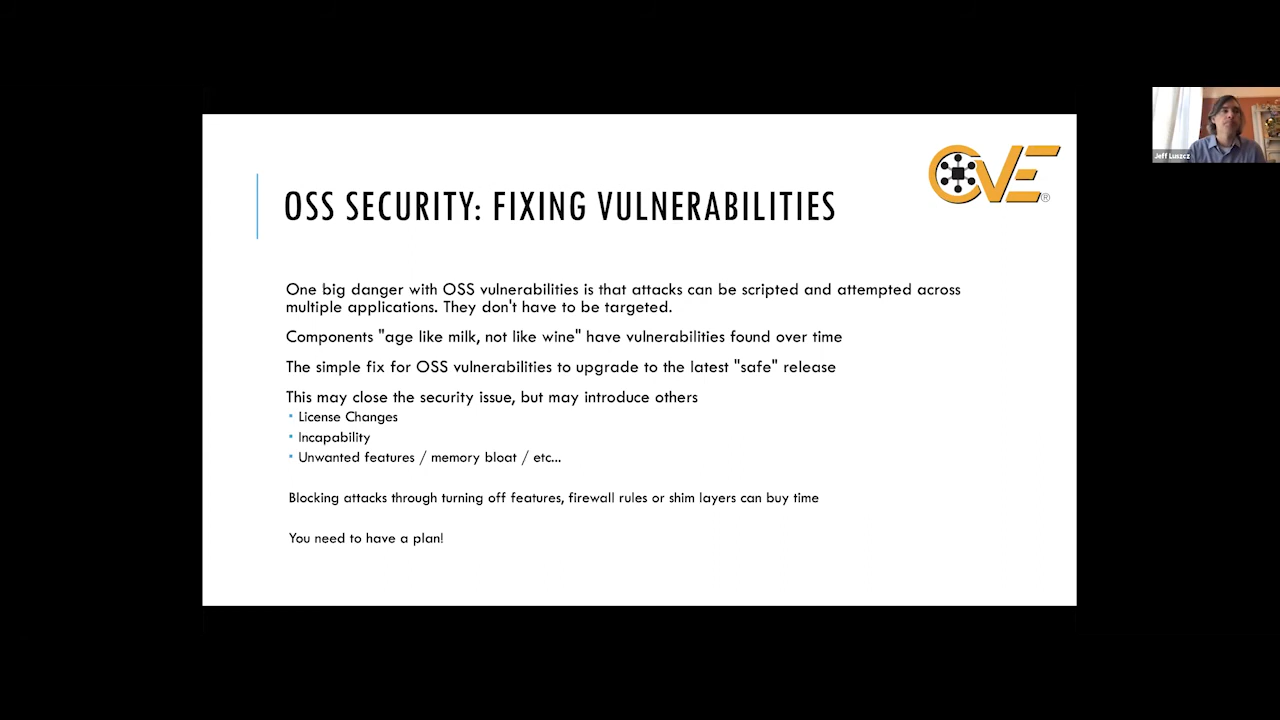 CVE®
OSS SECURITY: FIXING VULNERABILITIES
One big danger with OSS vulnerabilities is that attacks can be scripted and attempted across
multiple applications. They don't have to be targeted.
Components "age like milk, not like wine" have vulnerabilities found over time
The simple fix for OSS vulnerabilities to upgrade to the latest "safe" release
This may close the security issue, but may introduce others
▪ License Changes
▪ Incapability
▪ Unwanted features / memory bloat / etc...
Blocking attacks through turning off features, firewall rules or shim layers can buy time
You need to have a plan!
Jeff Luszcz